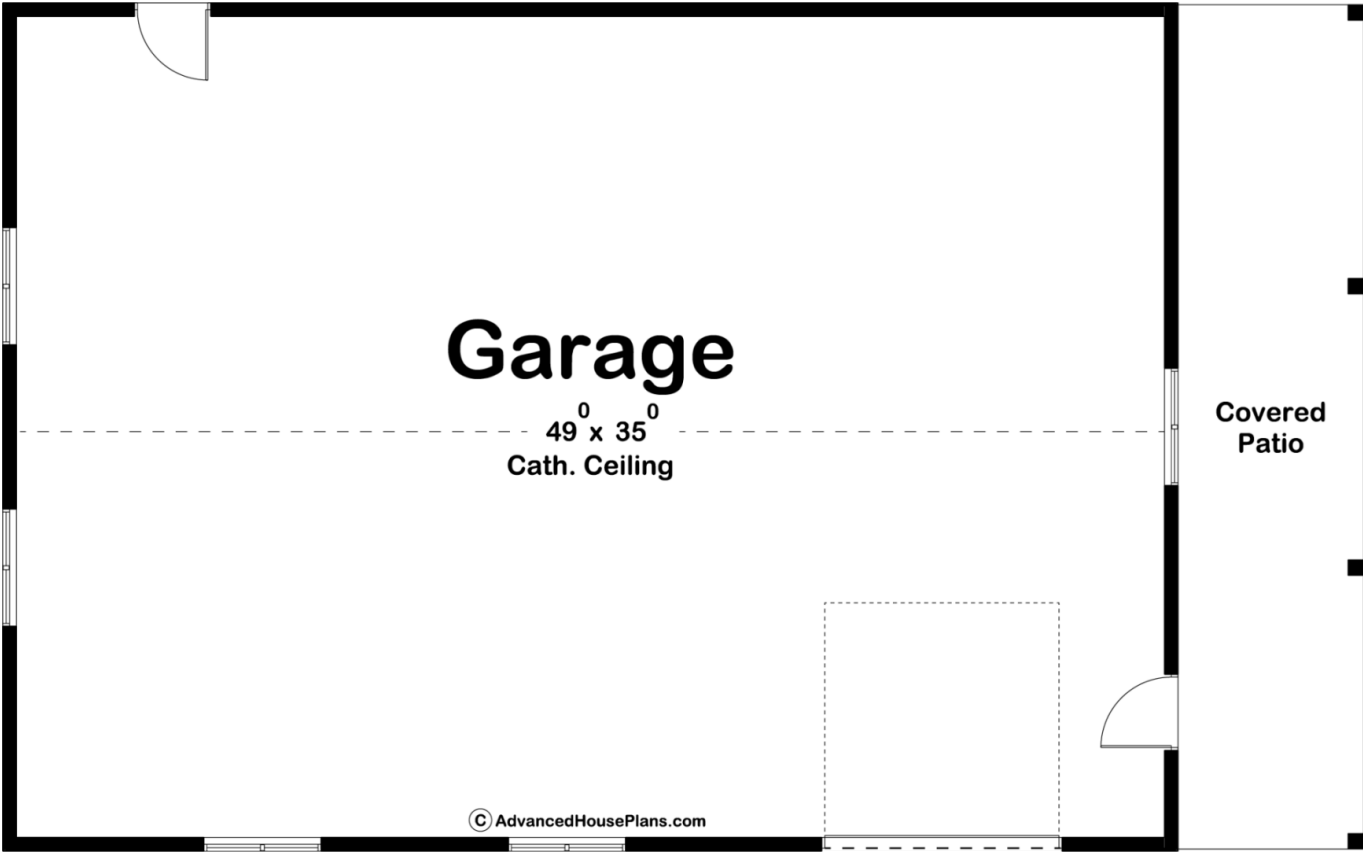 Garage
49⁰ x 35⁰
Cath. Ceiling
Covered
Patio
© AdvancedHousePlans.com